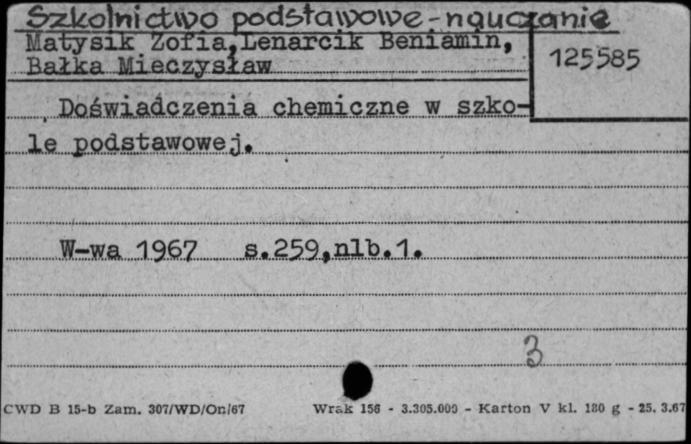 Szkolnictwo podstawowe - nauczanie
Matysik Zofia,Lenarcik Beniamin,
Bałka Mieczysław
125585
Doświadczenia chemiczne w szko-
le podstawowej.
W-wa 1967 s.259,nlb.1.
3
CWD B 15-b Zam. 307/WD/On/67 Wrak 156 - 3.305.000 - Karton V kl. 180 g - 25. 3.67